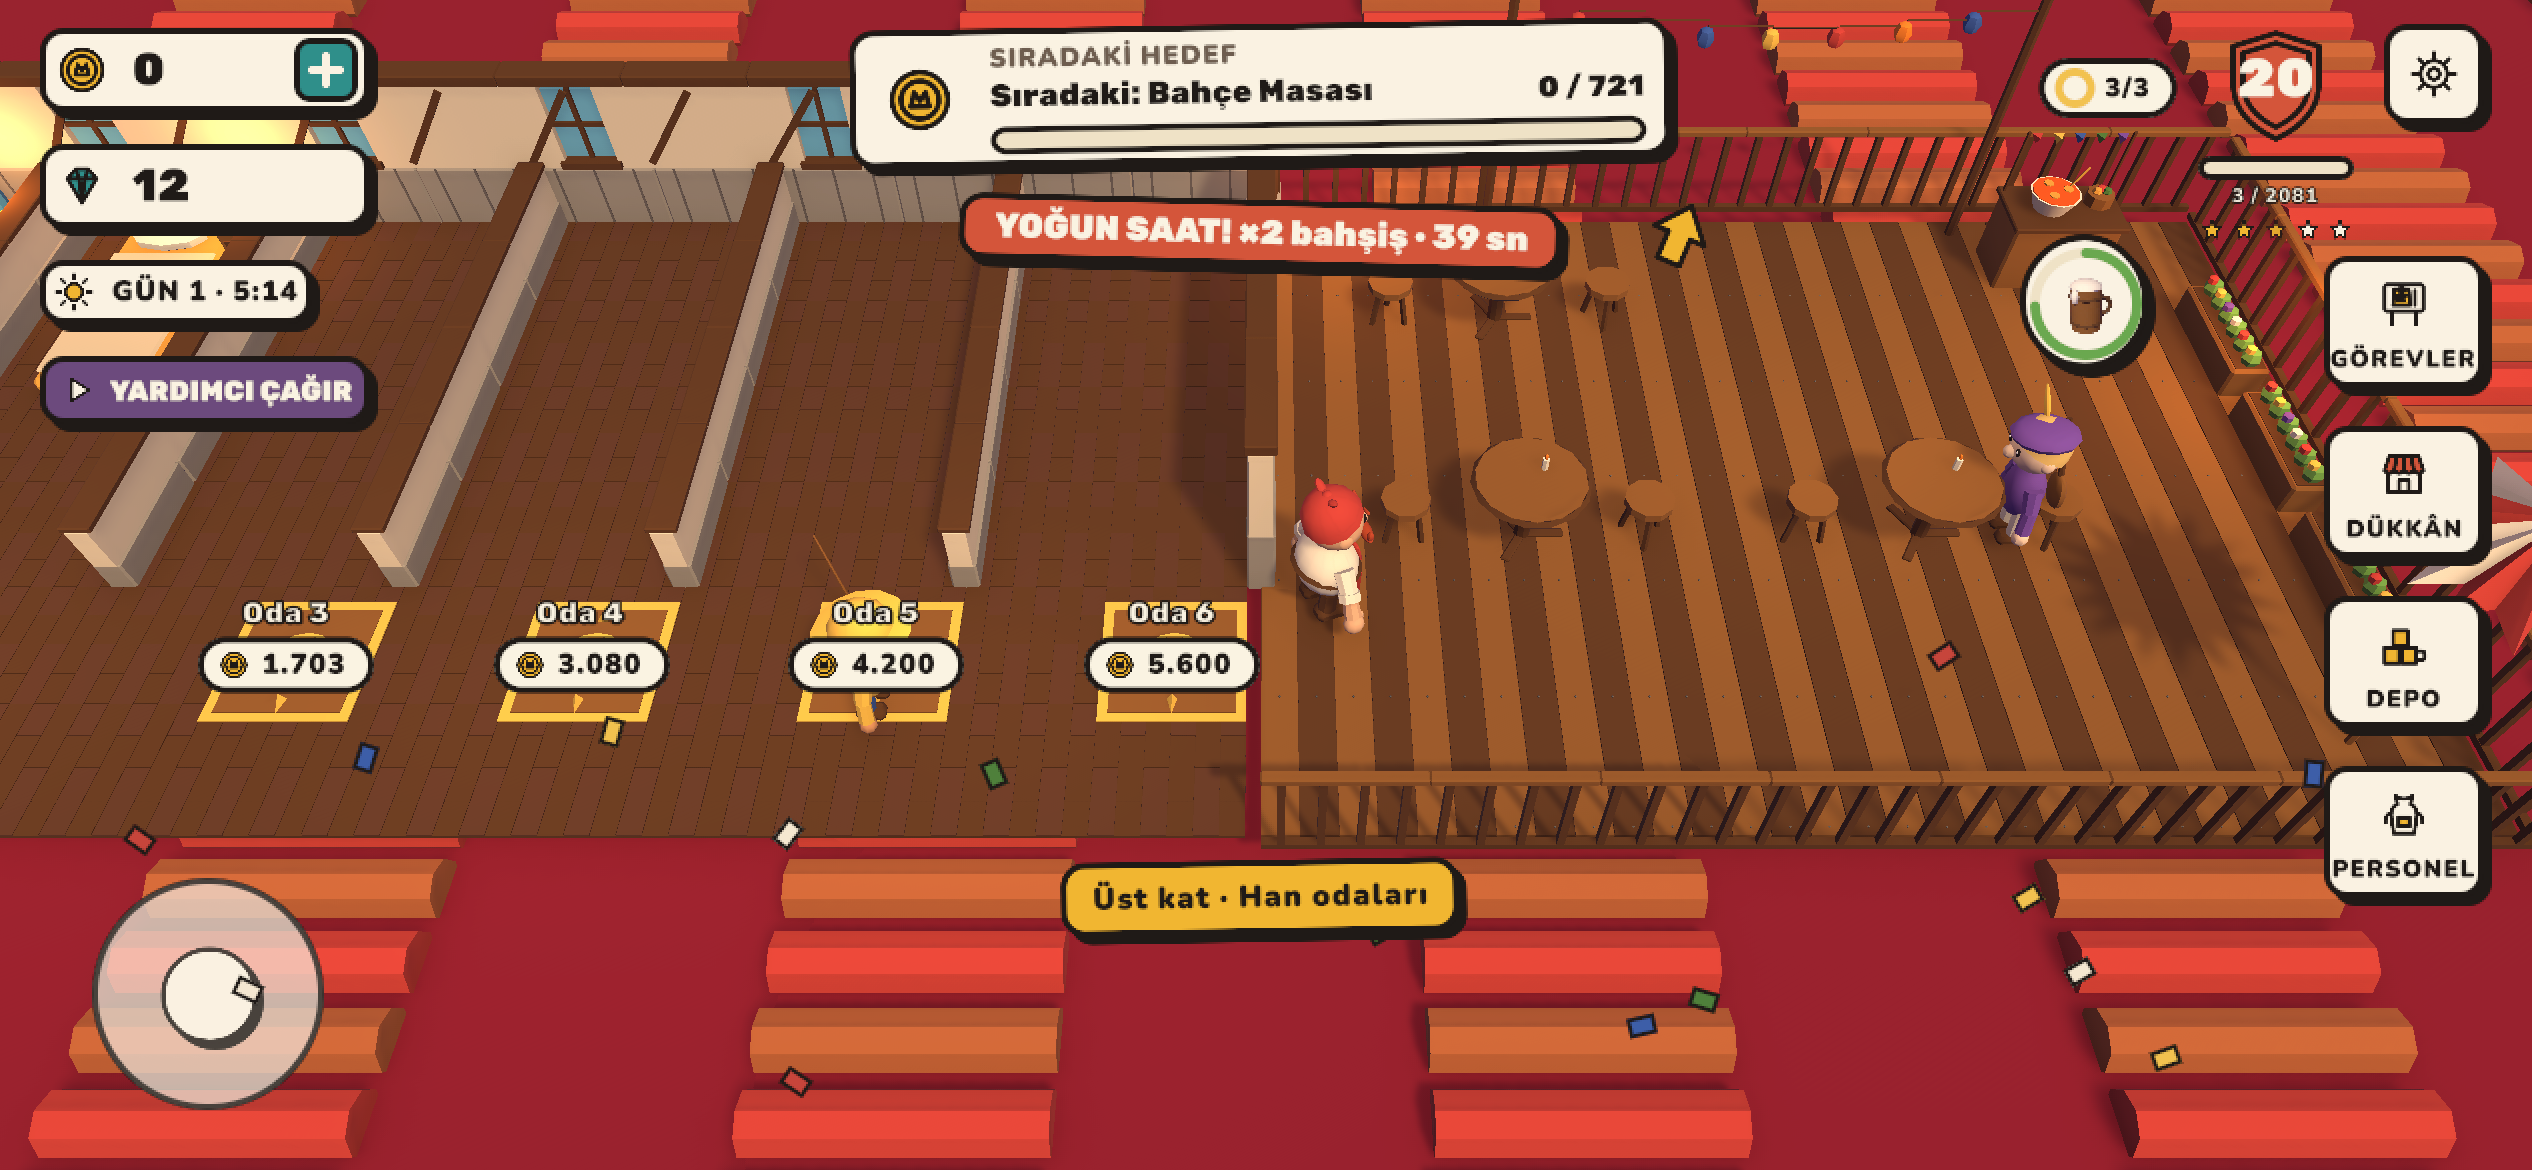 0
12
GÜN 1 · 5:14
YARDIMCI ÇAĞIR
SIRADAKİ HEDEF
Sıradaki: Bahçe Masası
0 / 721
YOĞUN SAAT! x2 bahşiş · 39 sn
3/3
20
3 / 2081
GÖREVLER
DÜKKÂN
DEPO
PERSONEL
Oda 3
1.703
Oda 4
3.080
Oda 5
4.200
Oda 6
5.600
Üst kat · Han odaları